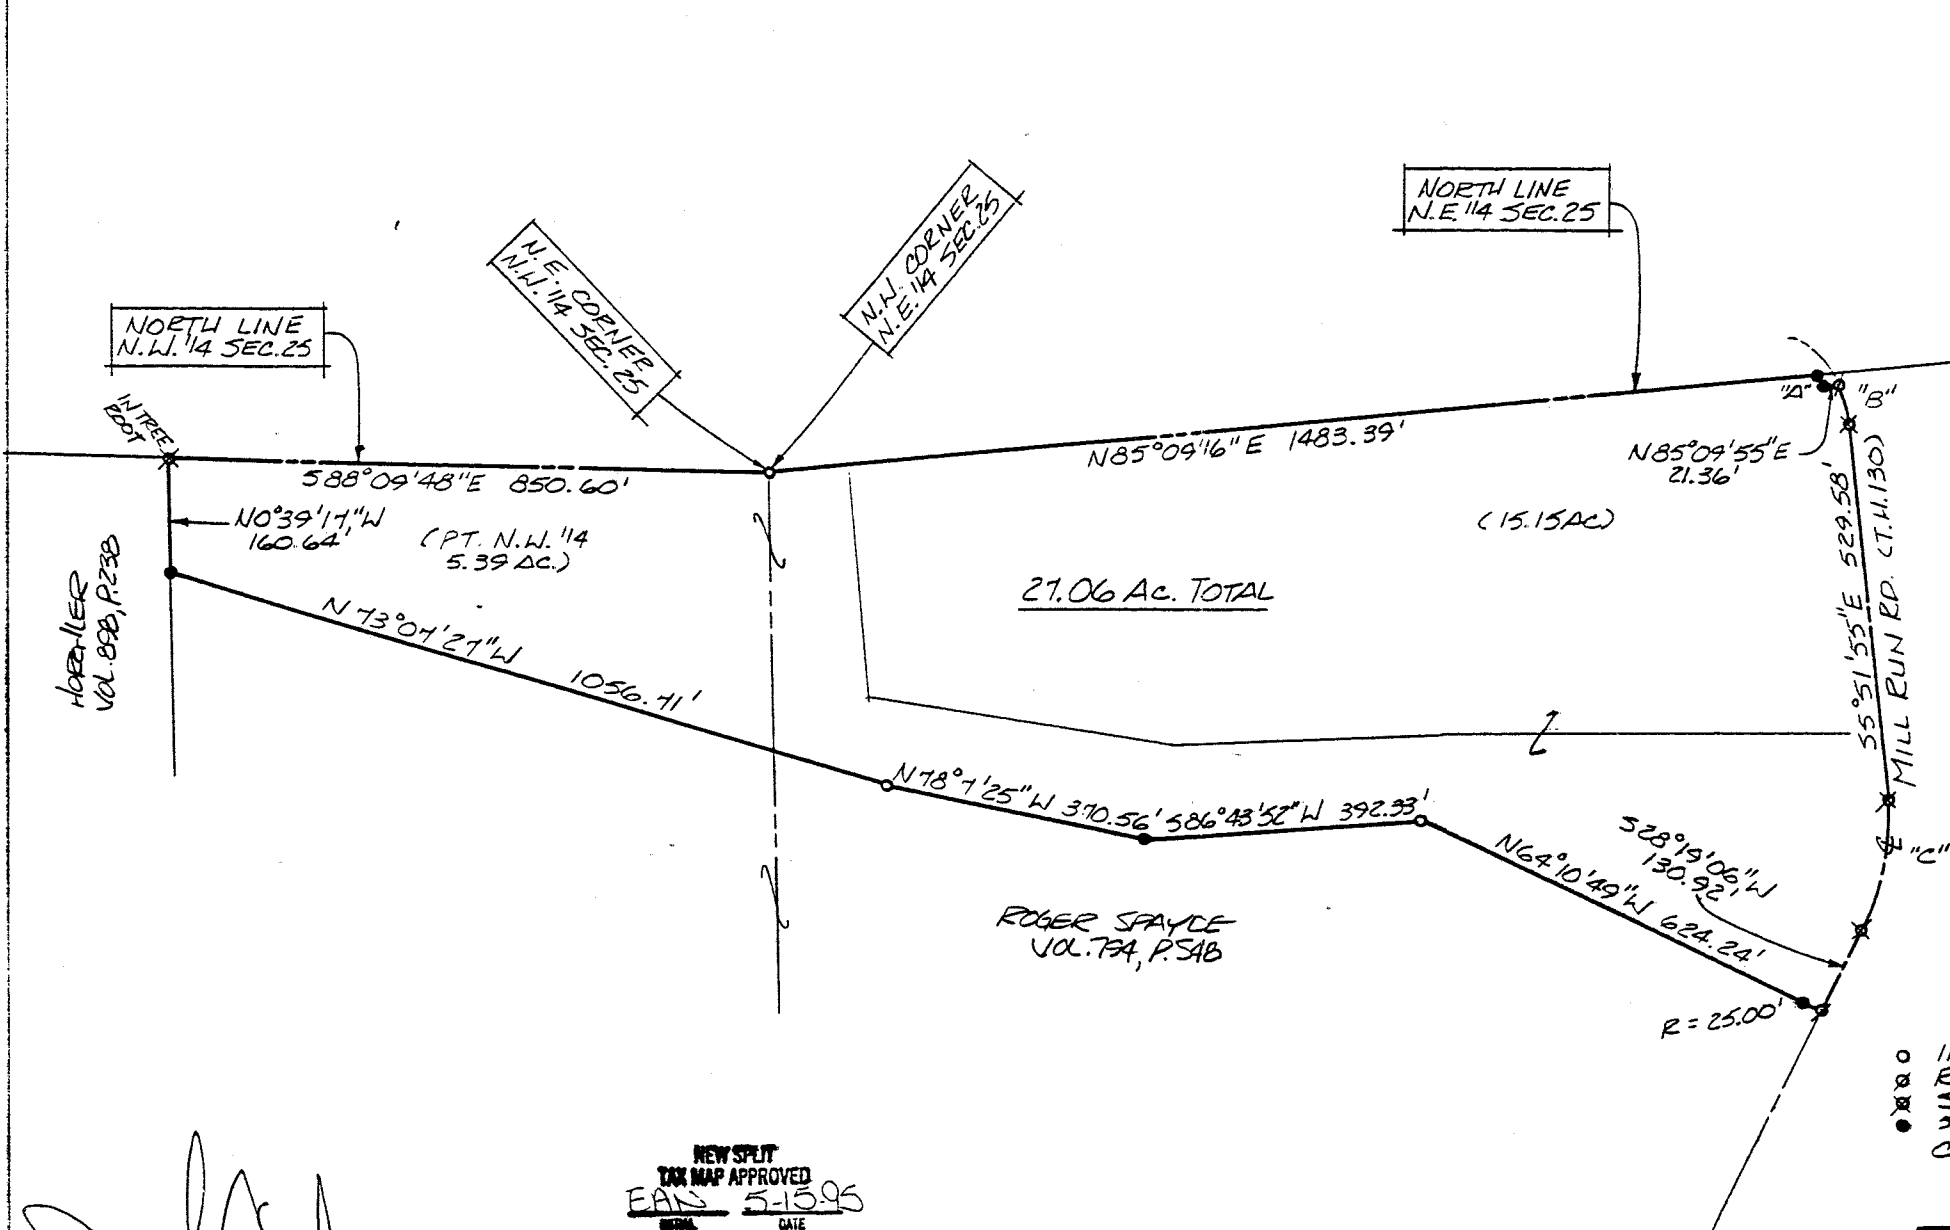 NORTH LINE
N.E. 1/4 SEC. 25
N.W. CORNER
N.E. 1/4 SEC. 25
N.E. CORNER
N.W. 1/4 SEC. 25
NORTH LINE
N.W. 1/4 SEC. 25
IN TREE
ROOT
"A"
"B"
N85°09'16"E 1483.39'
N85°09'55"E
21.36'
S88°09'48"E 850.60'
N0°39'17"W
160.64'
(PT. N.W. 1/4
5.39 AC.)
(15.15AC)
27.06 AC. TOTAL
S5°51'55"E 529.58'
MILL RUN RD. (T.H.130)
VOL. 898, P.238
N73°07'27"W 1056.71'
N78°7'25"W 370.56'
S86°43'52"W 392.33'
"C"
S28°19'06"W
130.92'
N64°10'49"W 624.24'
ROGER SPAYDE
VOL. 794, P.548
R = 25.00'
NEW SPLIT
TAX MAP APPROVED
EAN 5-15-95
INITIAL DATE